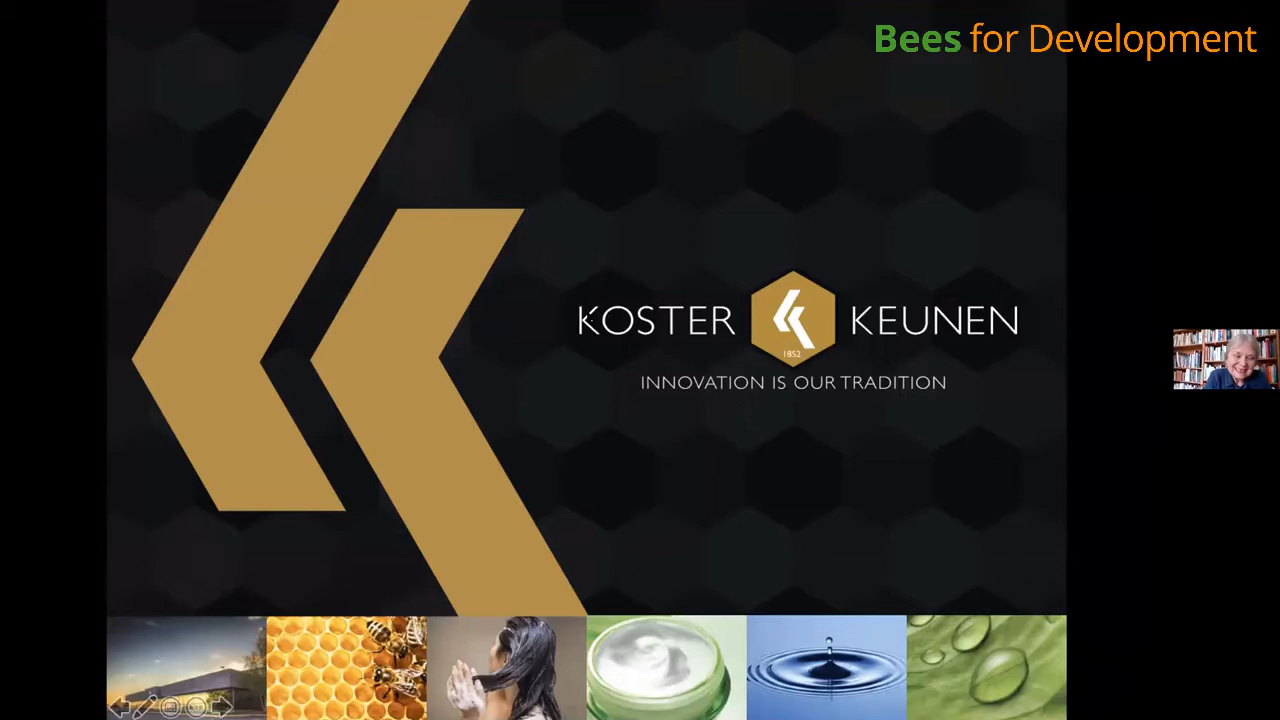 Bees for Development
KOSTER KEUNEN
1852
INNOVATION IS OUR TRADITION